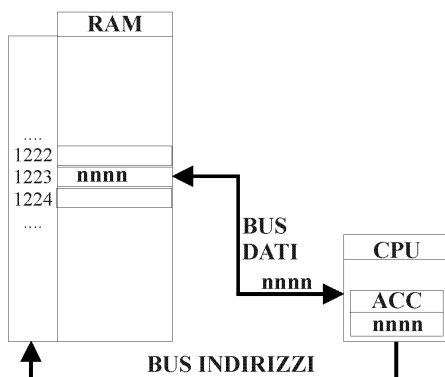 RAM
....
1222
1223 nnnn
1224
....
BUS
DATI
nnnn
CPU
ACC
nnnn
BUS INDIRIZZI